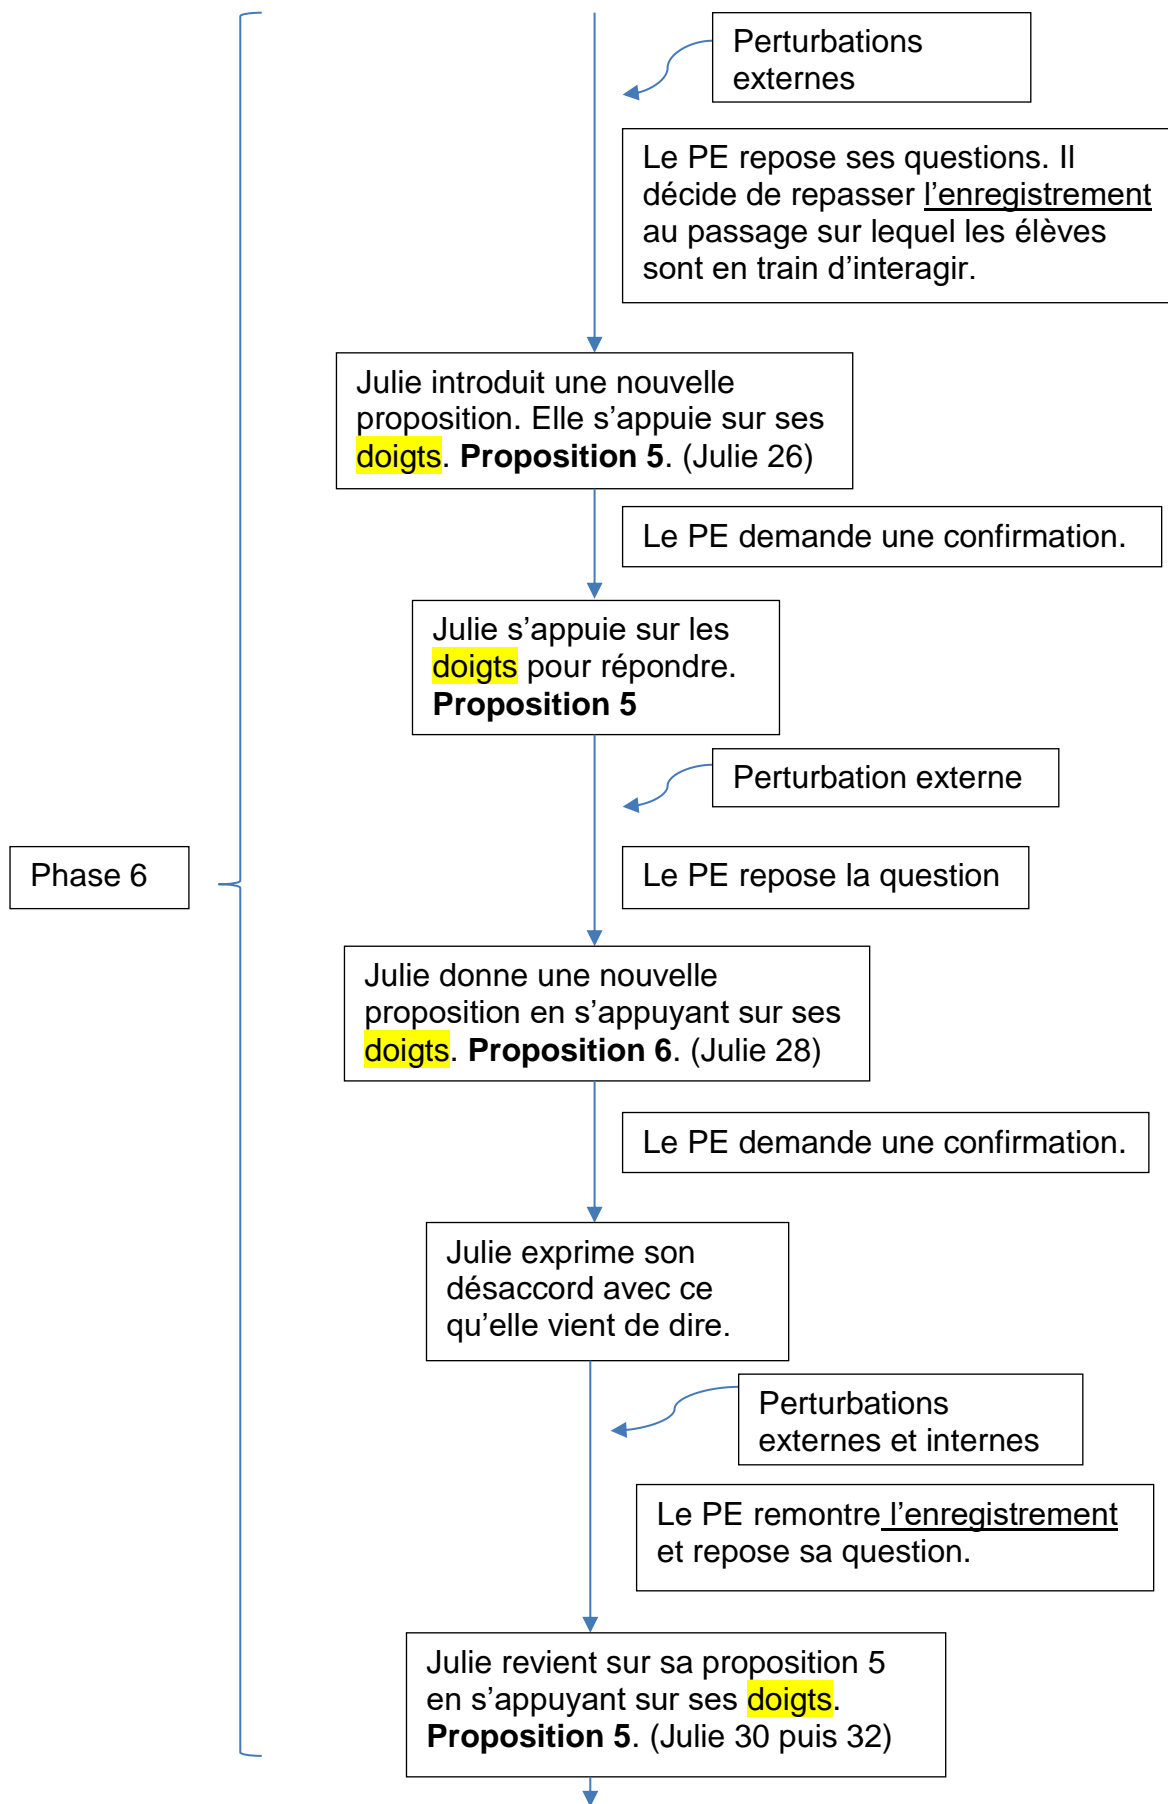 Perturbations
externes
Le PE repose ses questions. Il
décide de repasser l’enregistrement
au passage sur lequel les élèves
sont en train d’interagir.
Julie introduit une nouvelle
proposition. Elle s’appuie sur ses
doigts. Proposition 5. (Julie 26)
Le PE demande une confirmation.
Julie s’appuie sur les
doigts pour répondre.
Proposition 5
Perturbation externe
Phase 6
Le PE repose la question
Julie donne une nouvelle
proposition en s’appuyant sur ses
doigts. Proposition 6. (Julie 28)
Le PE demande une confirmation.
Julie exprime son
désaccord avec ce
qu’elle vient de dire.
Perturbations
externes et internes
Le PE remontre l’enregistrement
et repose sa question.
Julie revient sur sa proposition 5
en s’appuyant sur ses doigts.
Proposition 5. (Julie 30 puis 32)